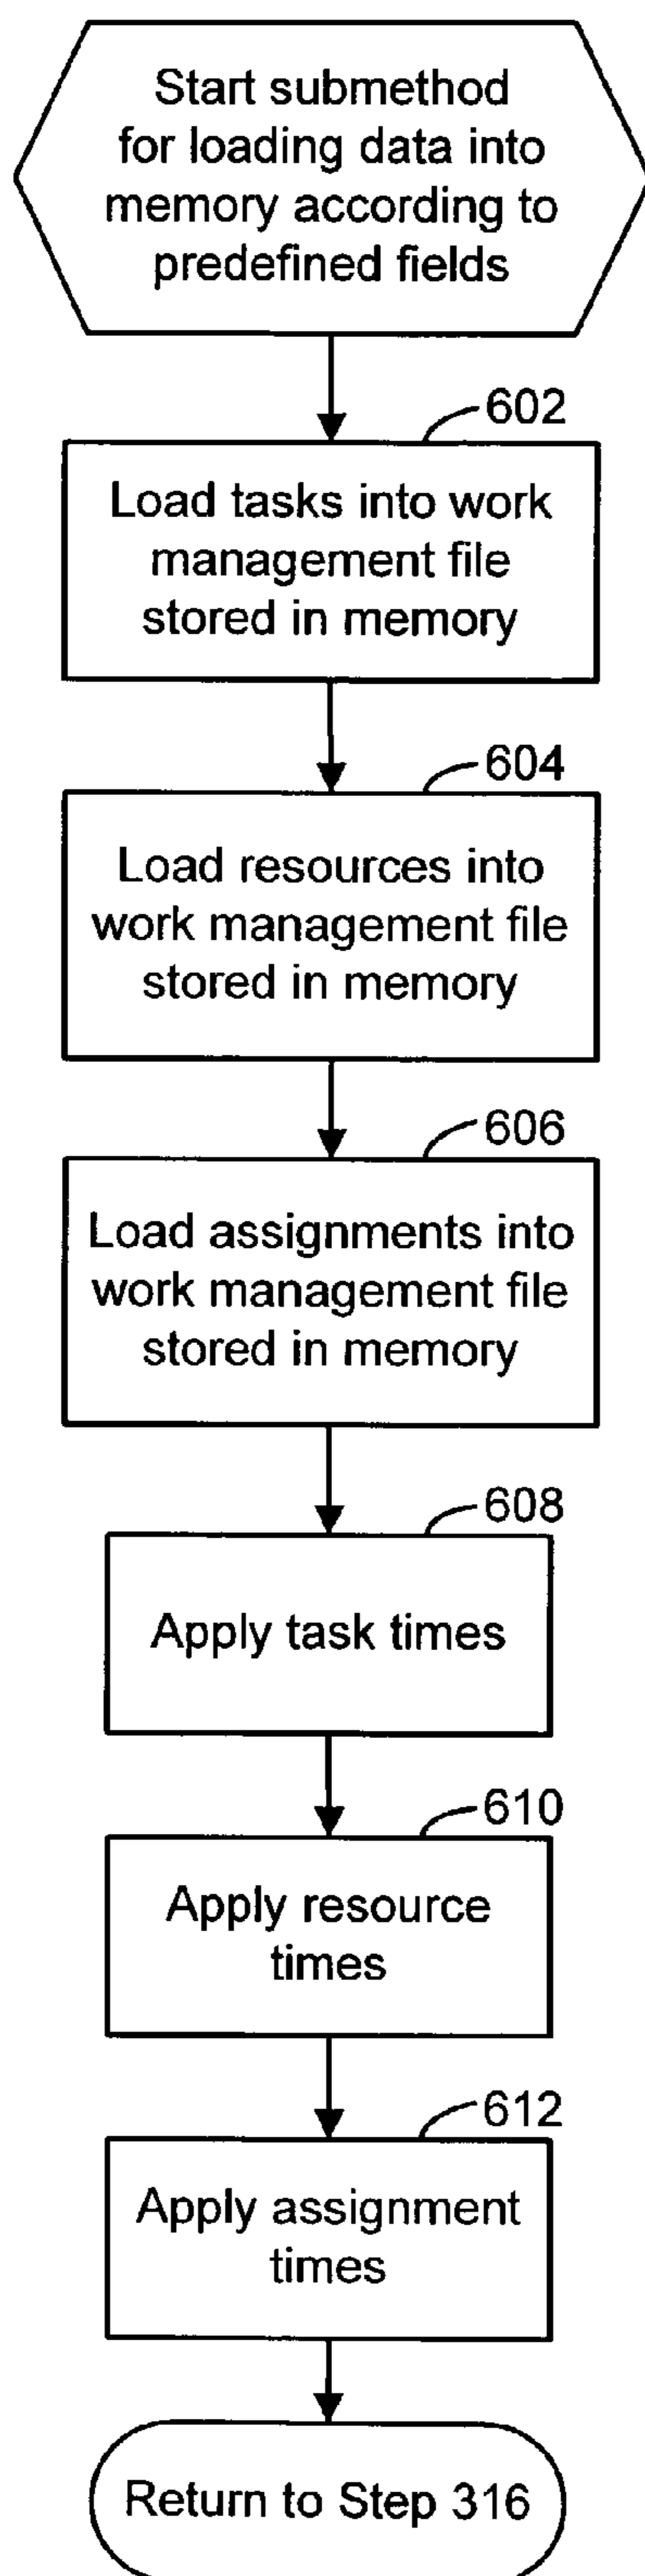 Start submethod
for loading data into
memory according to
predefined fields
602
Load tasks into work
management file
stored in memory
604
Load resources into
work management file
stored in memory
606
Load assignments into
work management file
stored in memory
608
Apply task times
610
Apply resource
times
612
Apply assignment
times
Return to Step 316